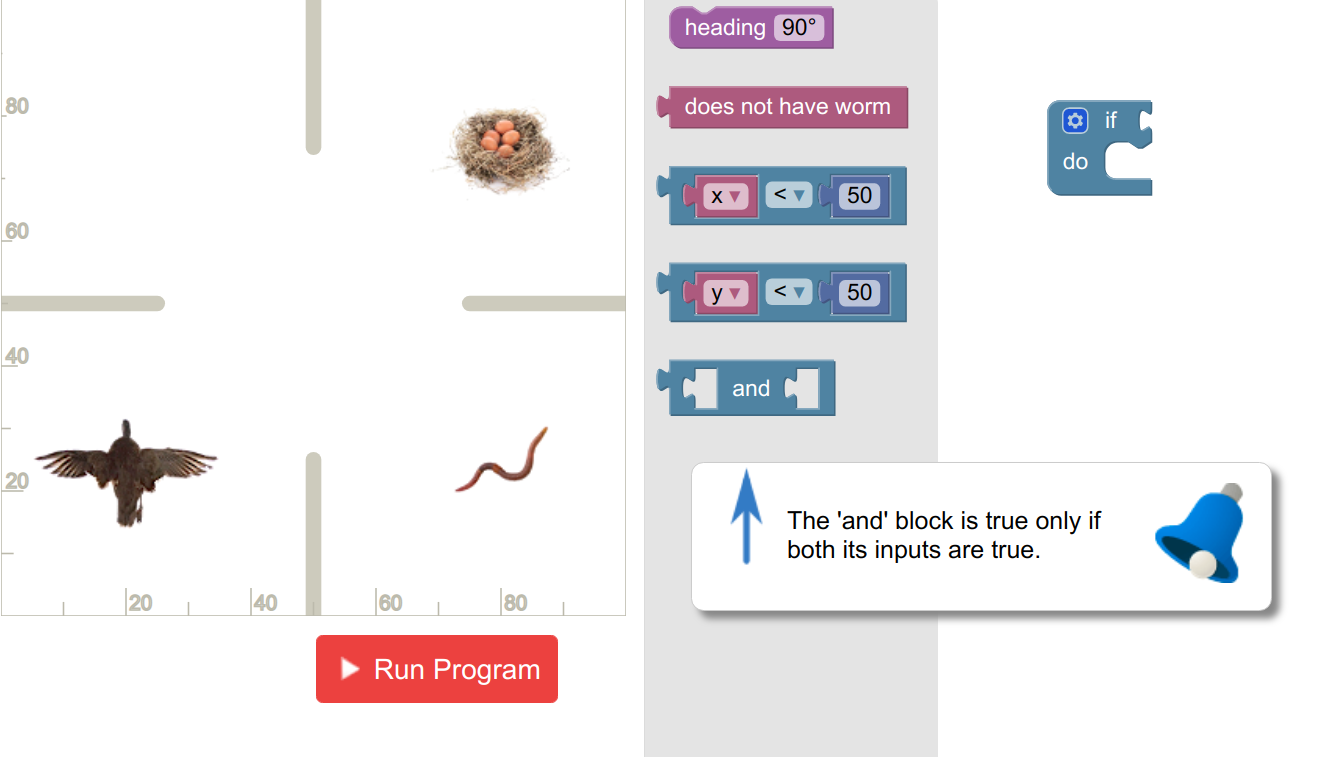 80
60
40
20
20
40
60
80
Run Program
heading 90°
does not have worm
x ▾ < ▾ 50
y ▾ < ▾ 50
and
The 'and' block is true only if
both its inputs are true.
if
do